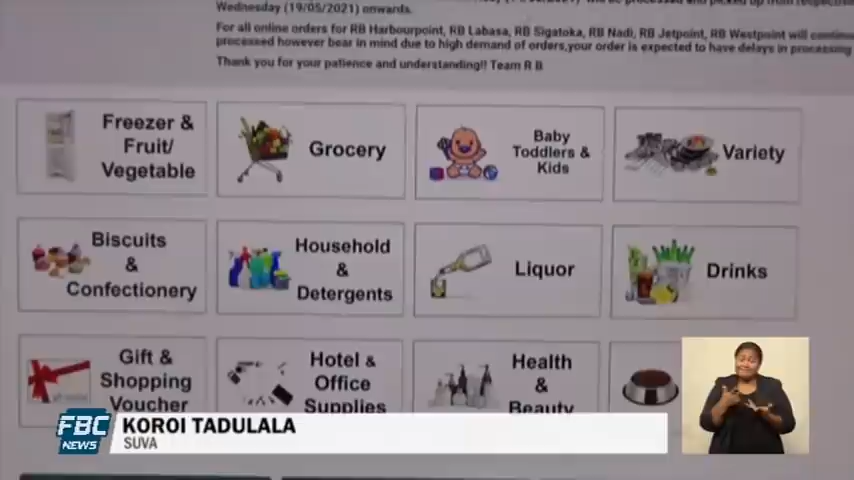 Wednesday (19/05/2021) onwards.
For all online orders for RB Harbourpoint, RB Labasa, RB Sigatoka, RB Nadi, RB Jetpoint, RB Westpoint will continue
processed however bear in mind due to high demand of orders,your order is expected to have delays in processing
Thank you for your patience and understanding!! Team R B
Freezer &
Fruit/
Vegetable
Grocery
Baby
Toddlers &
Kids
Variety
Biscuits
&
Confectionery
Household
&
Detergents
Liquor
Drinks
Gift &
Shopping
Voucher
Hotel &
Office
Supplies
Health
&
Beauty
FBC
NEWS
KOROI TADULALA
SUVA